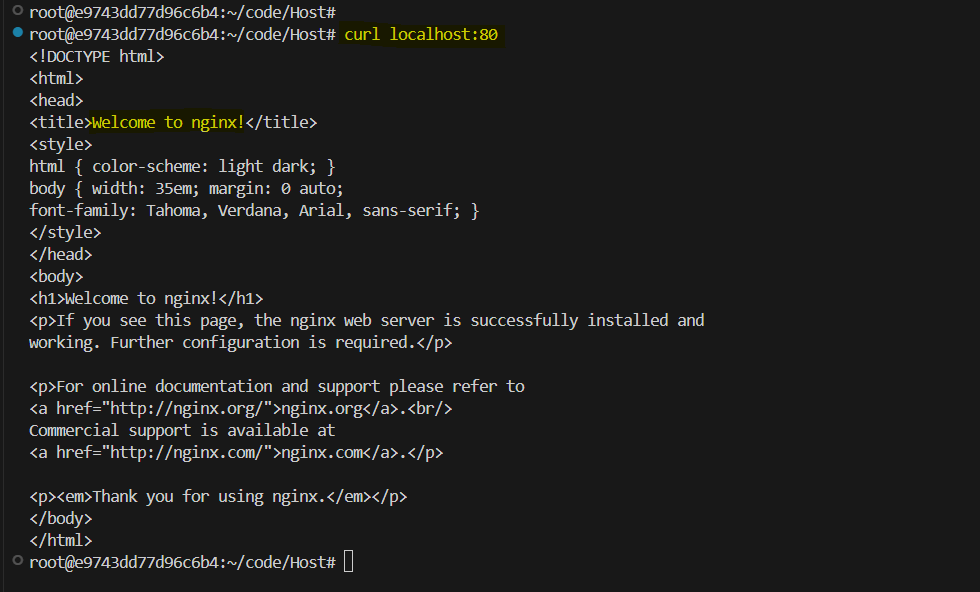 root@e9743dd77d96c6b4:~/code/Host#
root@e9743dd77d96c6b4:~/code/Host# curl localhost:80
<!DOCTYPE html>
<html>
<head>
<title>Welcome to nginx!</title>
<style>
html { color-scheme: light dark; }
body { width: 35em; margin: 0 auto;
font-family: Tahoma, Verdana, Arial, sans-serif; }
</style>
</head>
<body>
<h1>Welcome to nginx!</h1>
<p>If you see this page, the nginx web server is successfully installed and
working. Further configuration is required.</p>

<p>For online documentation and support please refer to
<a href="http://nginx.org/">nginx.org</a>.<br/>
Commercial support is available at
<a href="http://nginx.com/">nginx.com</a>.</p>

<p><em>Thank you for using nginx.</em></p>
</body>
</html>
root@e9743dd77d96c6b4:~/code/Host#